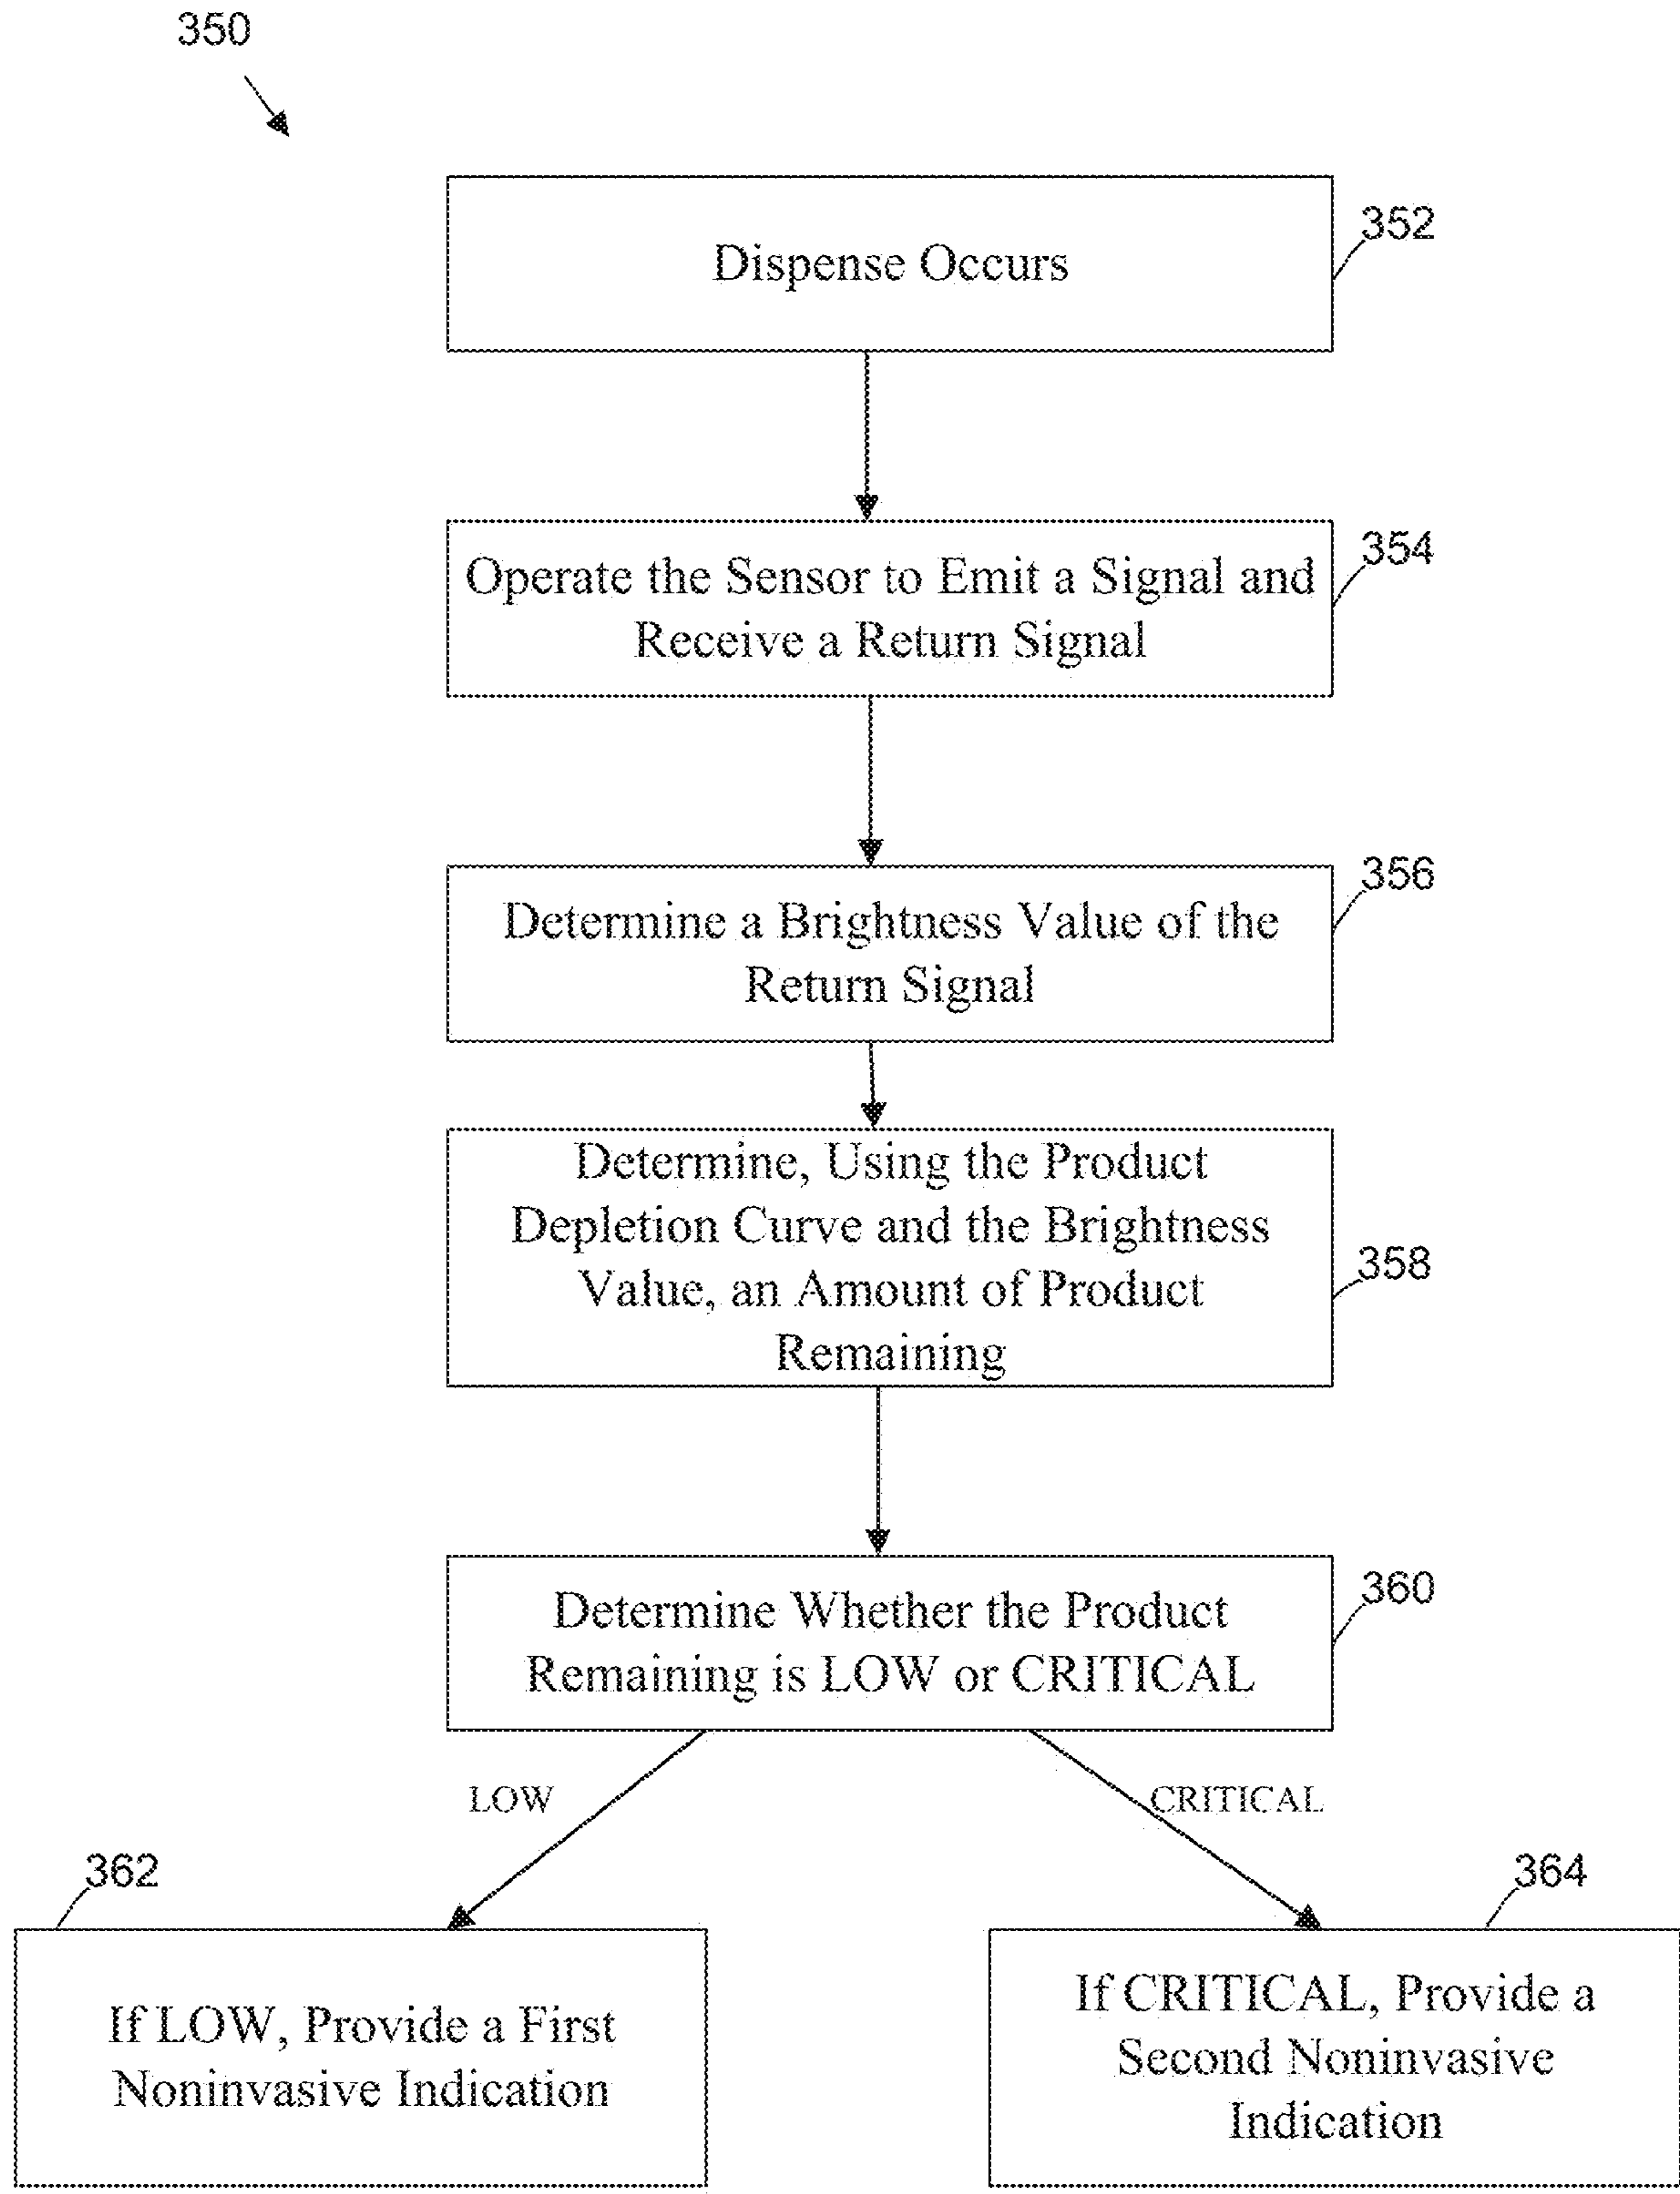 350
Dispense Occurs
352
Operate the Sensor to Emit a Signal and
Receive a Return Signal
354
Determine a Brightness Value of the
Return Signal
356
Determine, Using the Product
Depletion Curve and the Brightness
Value, an Amount of Product
Remaining
358
Determine Whether the Product
Remaining is LOW or CRITICAL
360
LOW
CRITICAL
362
If LOW, Provide a First
Noninvasive Indication
364
If CRITICAL, Provide a
Second Noninvasive
Indication